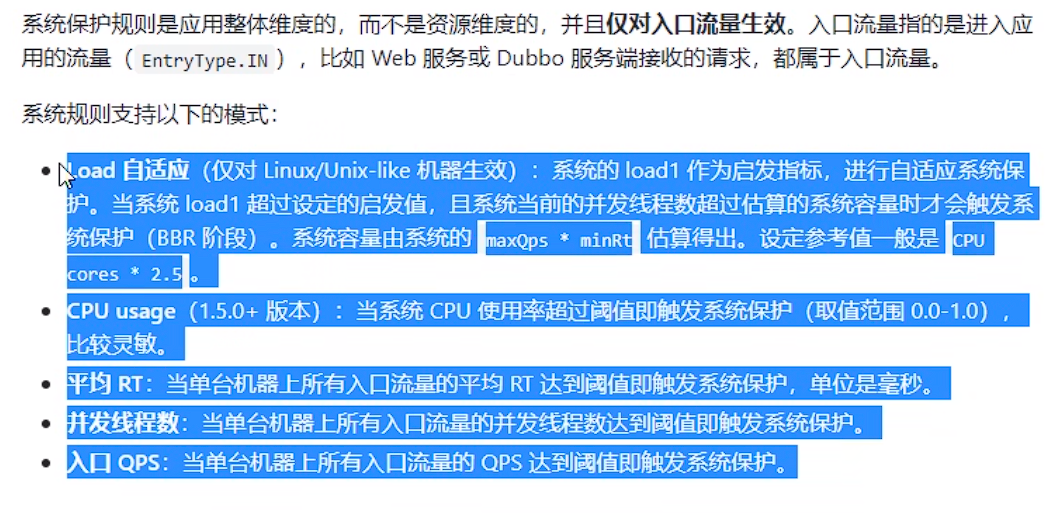 系统保护规则是应用整体维度的，而不是资源维度的，并且仅对入口流量生效。入口流量指的是进入应
用的流量（EntryType.IN），比如 Web 服务或 Dubbo 服务端接收的请求，都属于入口流量。
系统规则支持以下的模式：
• Load 自适应（仅对 Linux/Unix-like 机器生效）：系统的 load1 作为启发指标，进行自适应系统保
护。当系统 load1 超过设定的启发值，且系统当前的并发线程数超过估算的系统容量时才会触发系
统保护（BBR 阶段）。系统容量由系统的 maxQps * minRt 估算得出。设定参考值一般是 CPU
cores * 2.5。
• CPU usage（1.5.0+ 版本）：当系统 CPU 使用率超过阈值即触发系统保护（取值范围 0.0-1.0），
比较灵敏。
• 平均 RT：当单台机器上所有入口流量的平均 RT 达到阈值即触发系统保护，单位是毫秒。
• 并发线程数：当单台机器上所有入口流量的并发线程数达到阈值即触发系统保护。
• 入口 QPS：当单台机器上所有入口流量的 QPS 达到阈值即触发系统保护。